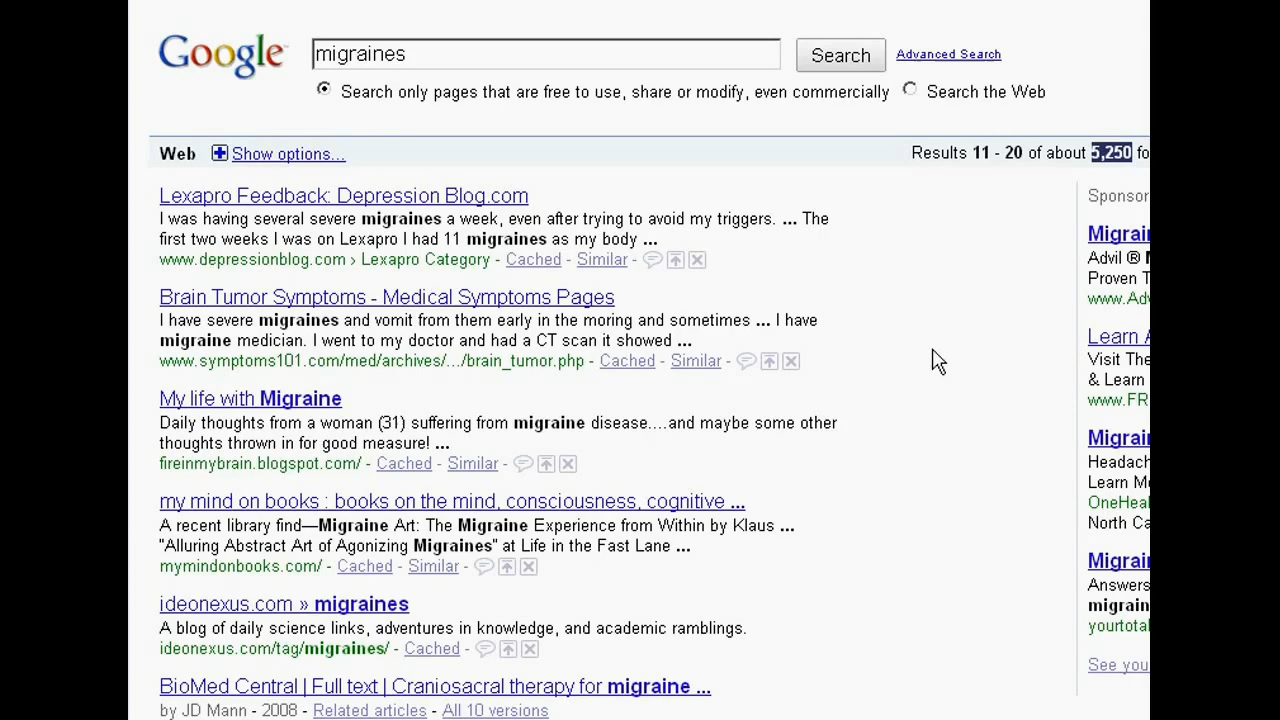 Google migraines Search Advanced Search
Search only pages that are free to use, share or modify, even commercially Search the Web
Web Show options... Results 11 - 20 of about 5,250 fo
Lexapro Feedback: Depression Blog.com
I was having several severe migraines a week, even after trying to avoid my triggers. ... The
first two weeks I was on Lexapro I had 11 migraines as my body ...
www.depressionblog.com › Lexapro Category - Cached - Similar -
Brain Tumor Symptoms - Medical Symptoms Pages
I have severe migraines and vomit from them early in the moring and sometimes ... I have
migraine medician. I went to my doctor and had a CT scan it showed ...
www.symptoms101.com/med/archives/.../brain_tumor.php - Cached - Similar -
My life with Migraine
Daily thoughts from a woman (31) suffering from migraine disease....and maybe some other
thoughts thrown in for good measure! ...
fireinmybrain.blogspot.com/ - Cached - Similar -
my mind on books : books on the mind, consciousness, cognitive ...
A recent library find—Migraine Art: The Migraine Experience from Within by Klaus ...
"Alluring Abstract Art of Agonizing Migraines" at Life in the Fast Lane ...
mymindonbooks.com/ - Cached - Similar -
ideonexus.com » migraines
A blog of daily science links, adventures in knowledge, and academic ramblings.
ideonexus.com/tag/migraines/ - Cached -
BioMed Central | Full text | Craniosacral therapy for migraine ...
by JD Mann - 2008 - Related articles - All 10 versions
Sponsor
Migrai
Advil ® M
Proven T
www.Adv
Learn A
Visit The
& Learn
www.FR
Migrai
Headach
Learn Mo
OneHeal
North Ca
Migrai
Answers
migrain
yourtotal
See you